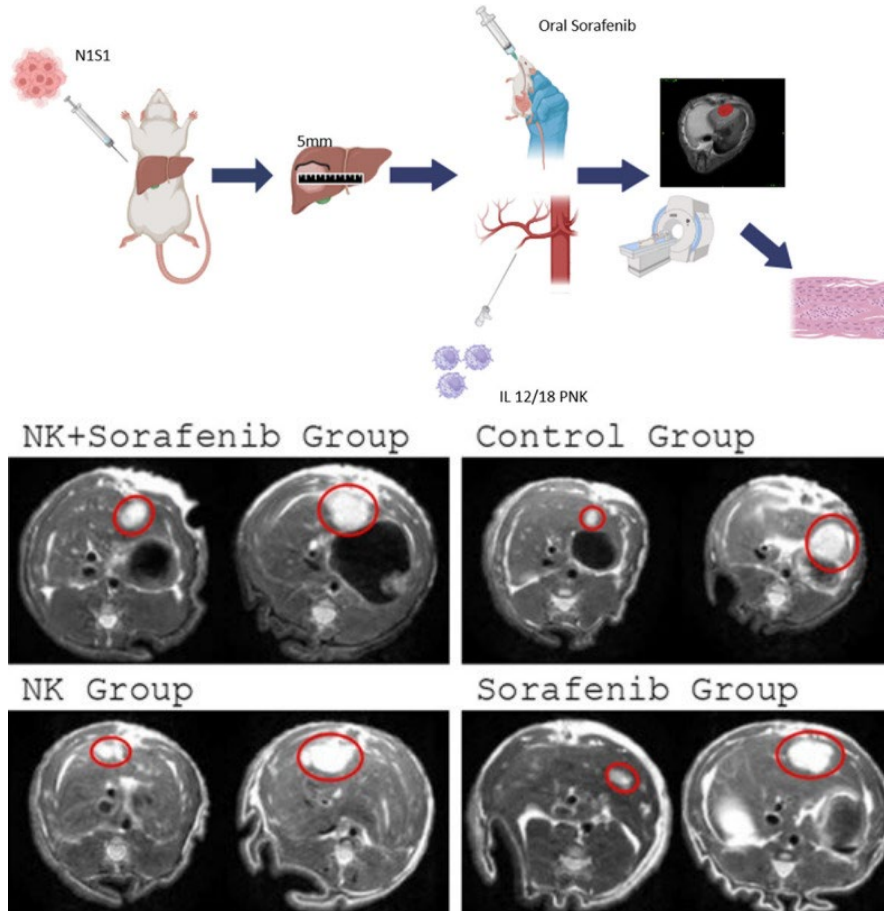 N1S1
Oral Sorafenib
5mm
IL 12/18 PNK
NK+Sorafenib Group
Control Group
NK Group
Sorafenib Group